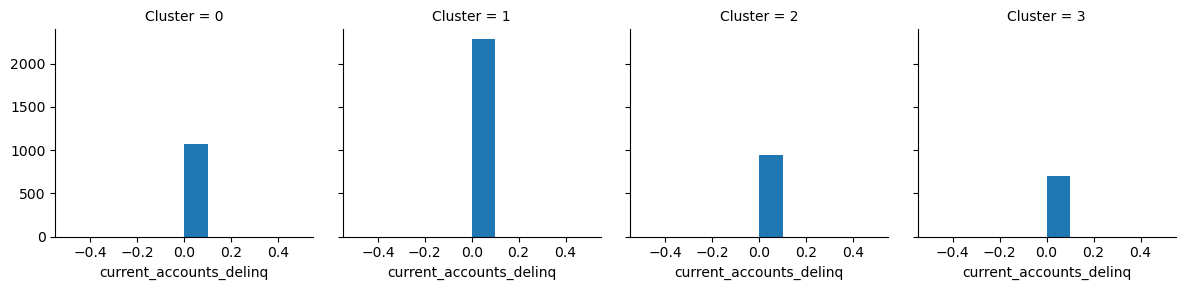 Cluster = 0 Cluster = 1 Cluster = 2 Cluster = 3
2000
1500
1000
500
0
−0.4 −0.2 0.0 0.2 0.4 −0.4 −0.2 0.0 0.2 0.4 −0.4 −0.2 0.0 0.2 0.4 −0.4 −0.2 0.0 0.2 0.4
current_accounts_delinq current_accounts_delinq current_accounts_delinq current_accounts_delinq